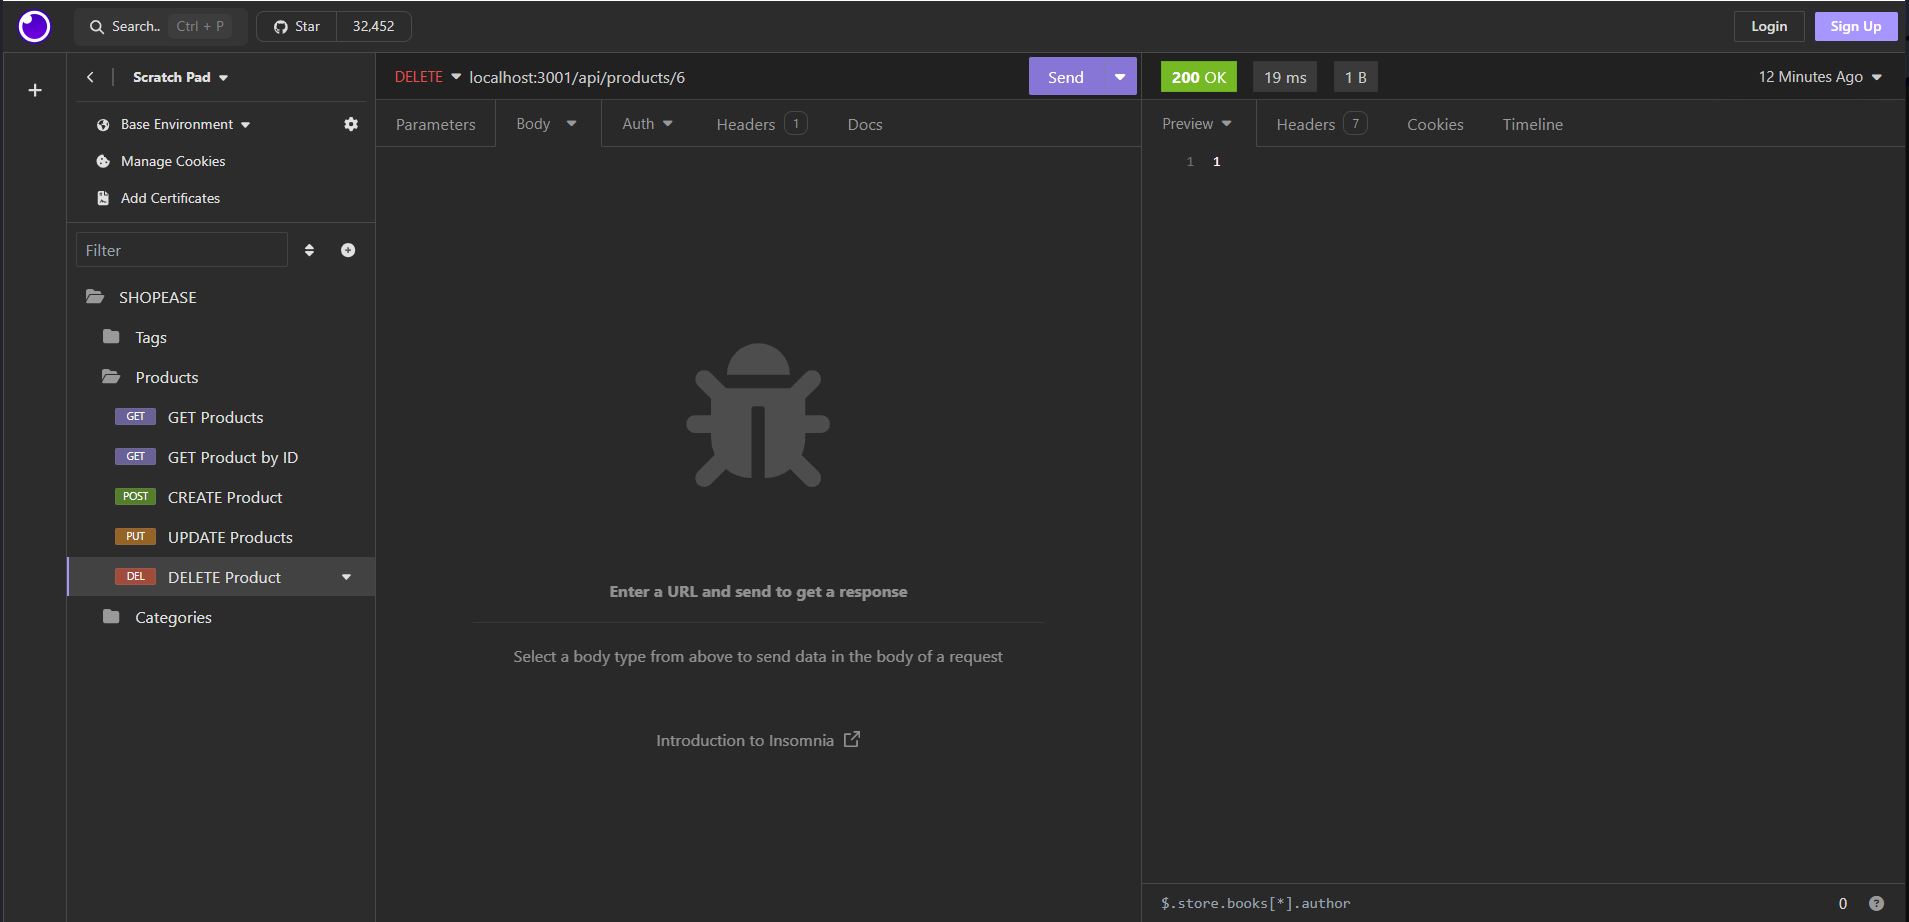 Search.. Ctrl + P Star 32,452 Login Sign Up
Scratch Pad
Base Environment
Manage Cookies
Add Certificates
Filter
SHOPEASE
Tags
Products
GET GET Products
GET GET Product by ID
POST CREATE Product
PUT UPDATE Products
DEL DELETE Product
Categories
DELETE localhost:3001/api/products/6 Send
Parameters Body Auth Headers 1 Docs
Enter a URL and send to get a response
Select a body type from above to send data in the body of a request
Introduction to Insomnia
200 OK 19 ms 1 B 12 Minutes Ago
Preview Headers 7 Cookies Timeline
1 1
$.store.books[*].author 0 ?